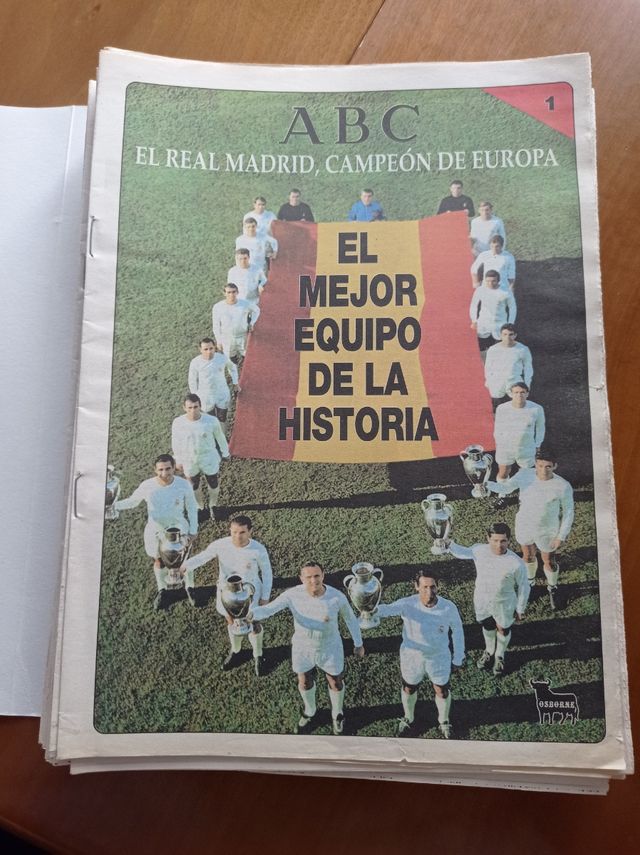 1
ABC
EL REAL MADRID, CAMPEÓN DE EUROPA
EL
MEJOR
EQUIPO
DE LA
HISTORIA
OSBORNE